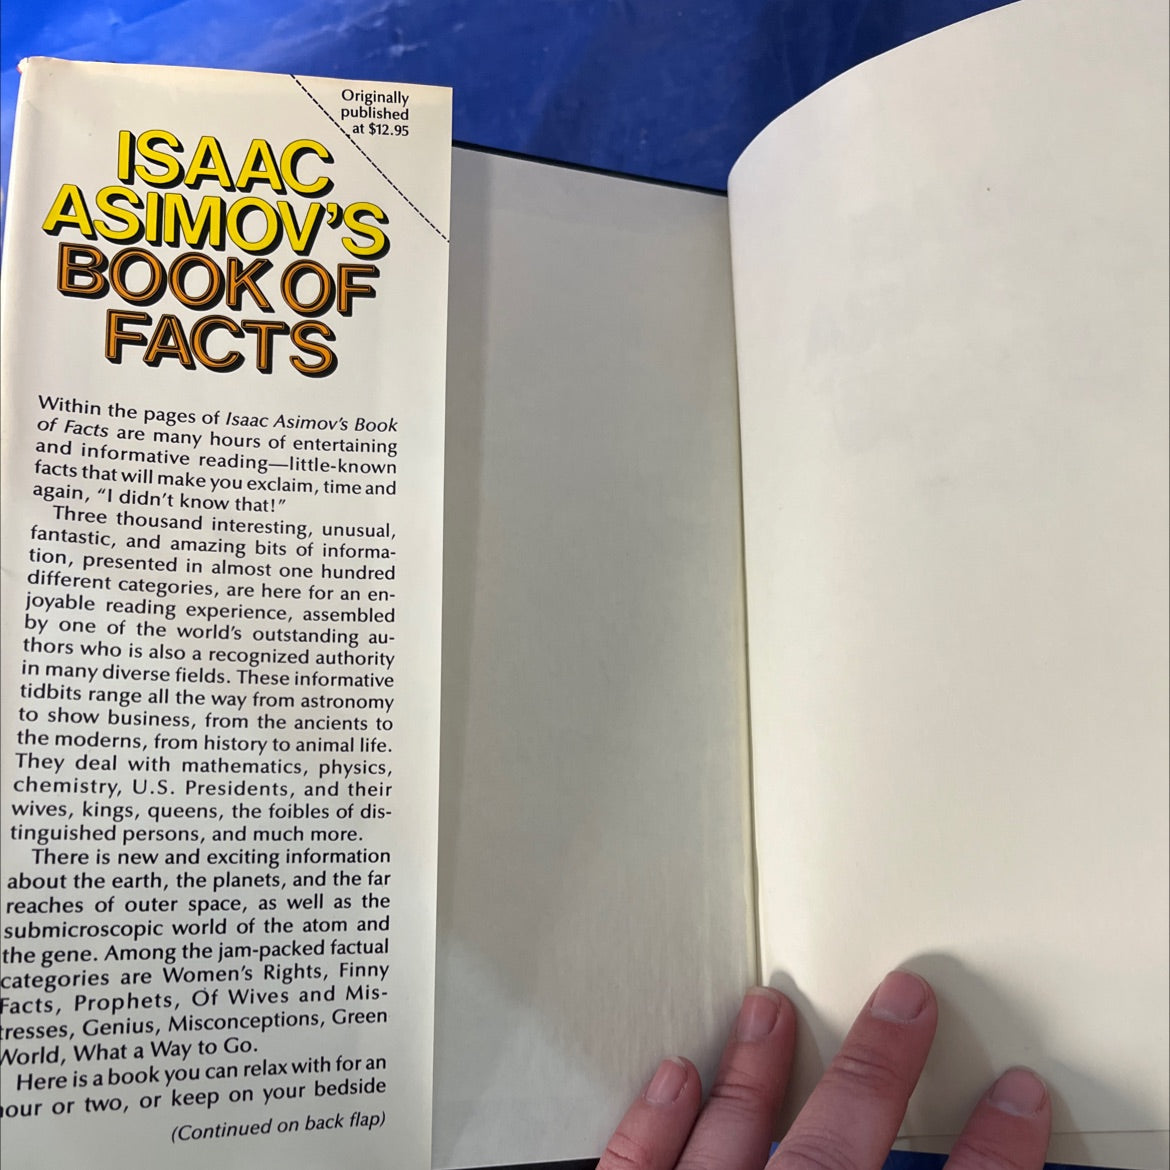 Originally
published
at $12.95
ISAAC
ASIMOV'S
BOOK OF
FACTS
Within the pages of Isaac Asimov's Book
of Facts are many hours of entertaining
and informative reading—little-known
facts that will make you exclaim, time and
again, "I didn't know that!"
Three thousand interesting, unusual,
fantastic, and amazing bits of informa-
tion, presented in almost one hundred
different categories, are here for an en-
joyable reading experience, assembled
by one of the world's outstanding au-
thors who is also a recognized authority
in many diverse fields. These informative
tidbits range all the way from astronomy
to show business, from the ancients to
the moderns, from history to animal life.
They deal with mathematics, physics,
chemistry, U.S. Presidents, and their
wives, kings, queens, the foibles of dis-
tinguished persons, and much more.
There is new and exciting information
about the earth, the planets, and the far
reaches of outer space, as well as the
submicroscopic world of the atom and
the gene. Among the jam-packed factual
categories are Women's Rights, Finny
Facts, Prophets, Of Wives and Mis-
tresses, Genius, Misconceptions, Green
World, What a Way to Go.
Here is a book you can relax with for an
hour or two, or keep on your bedside
(Continued on back flap)